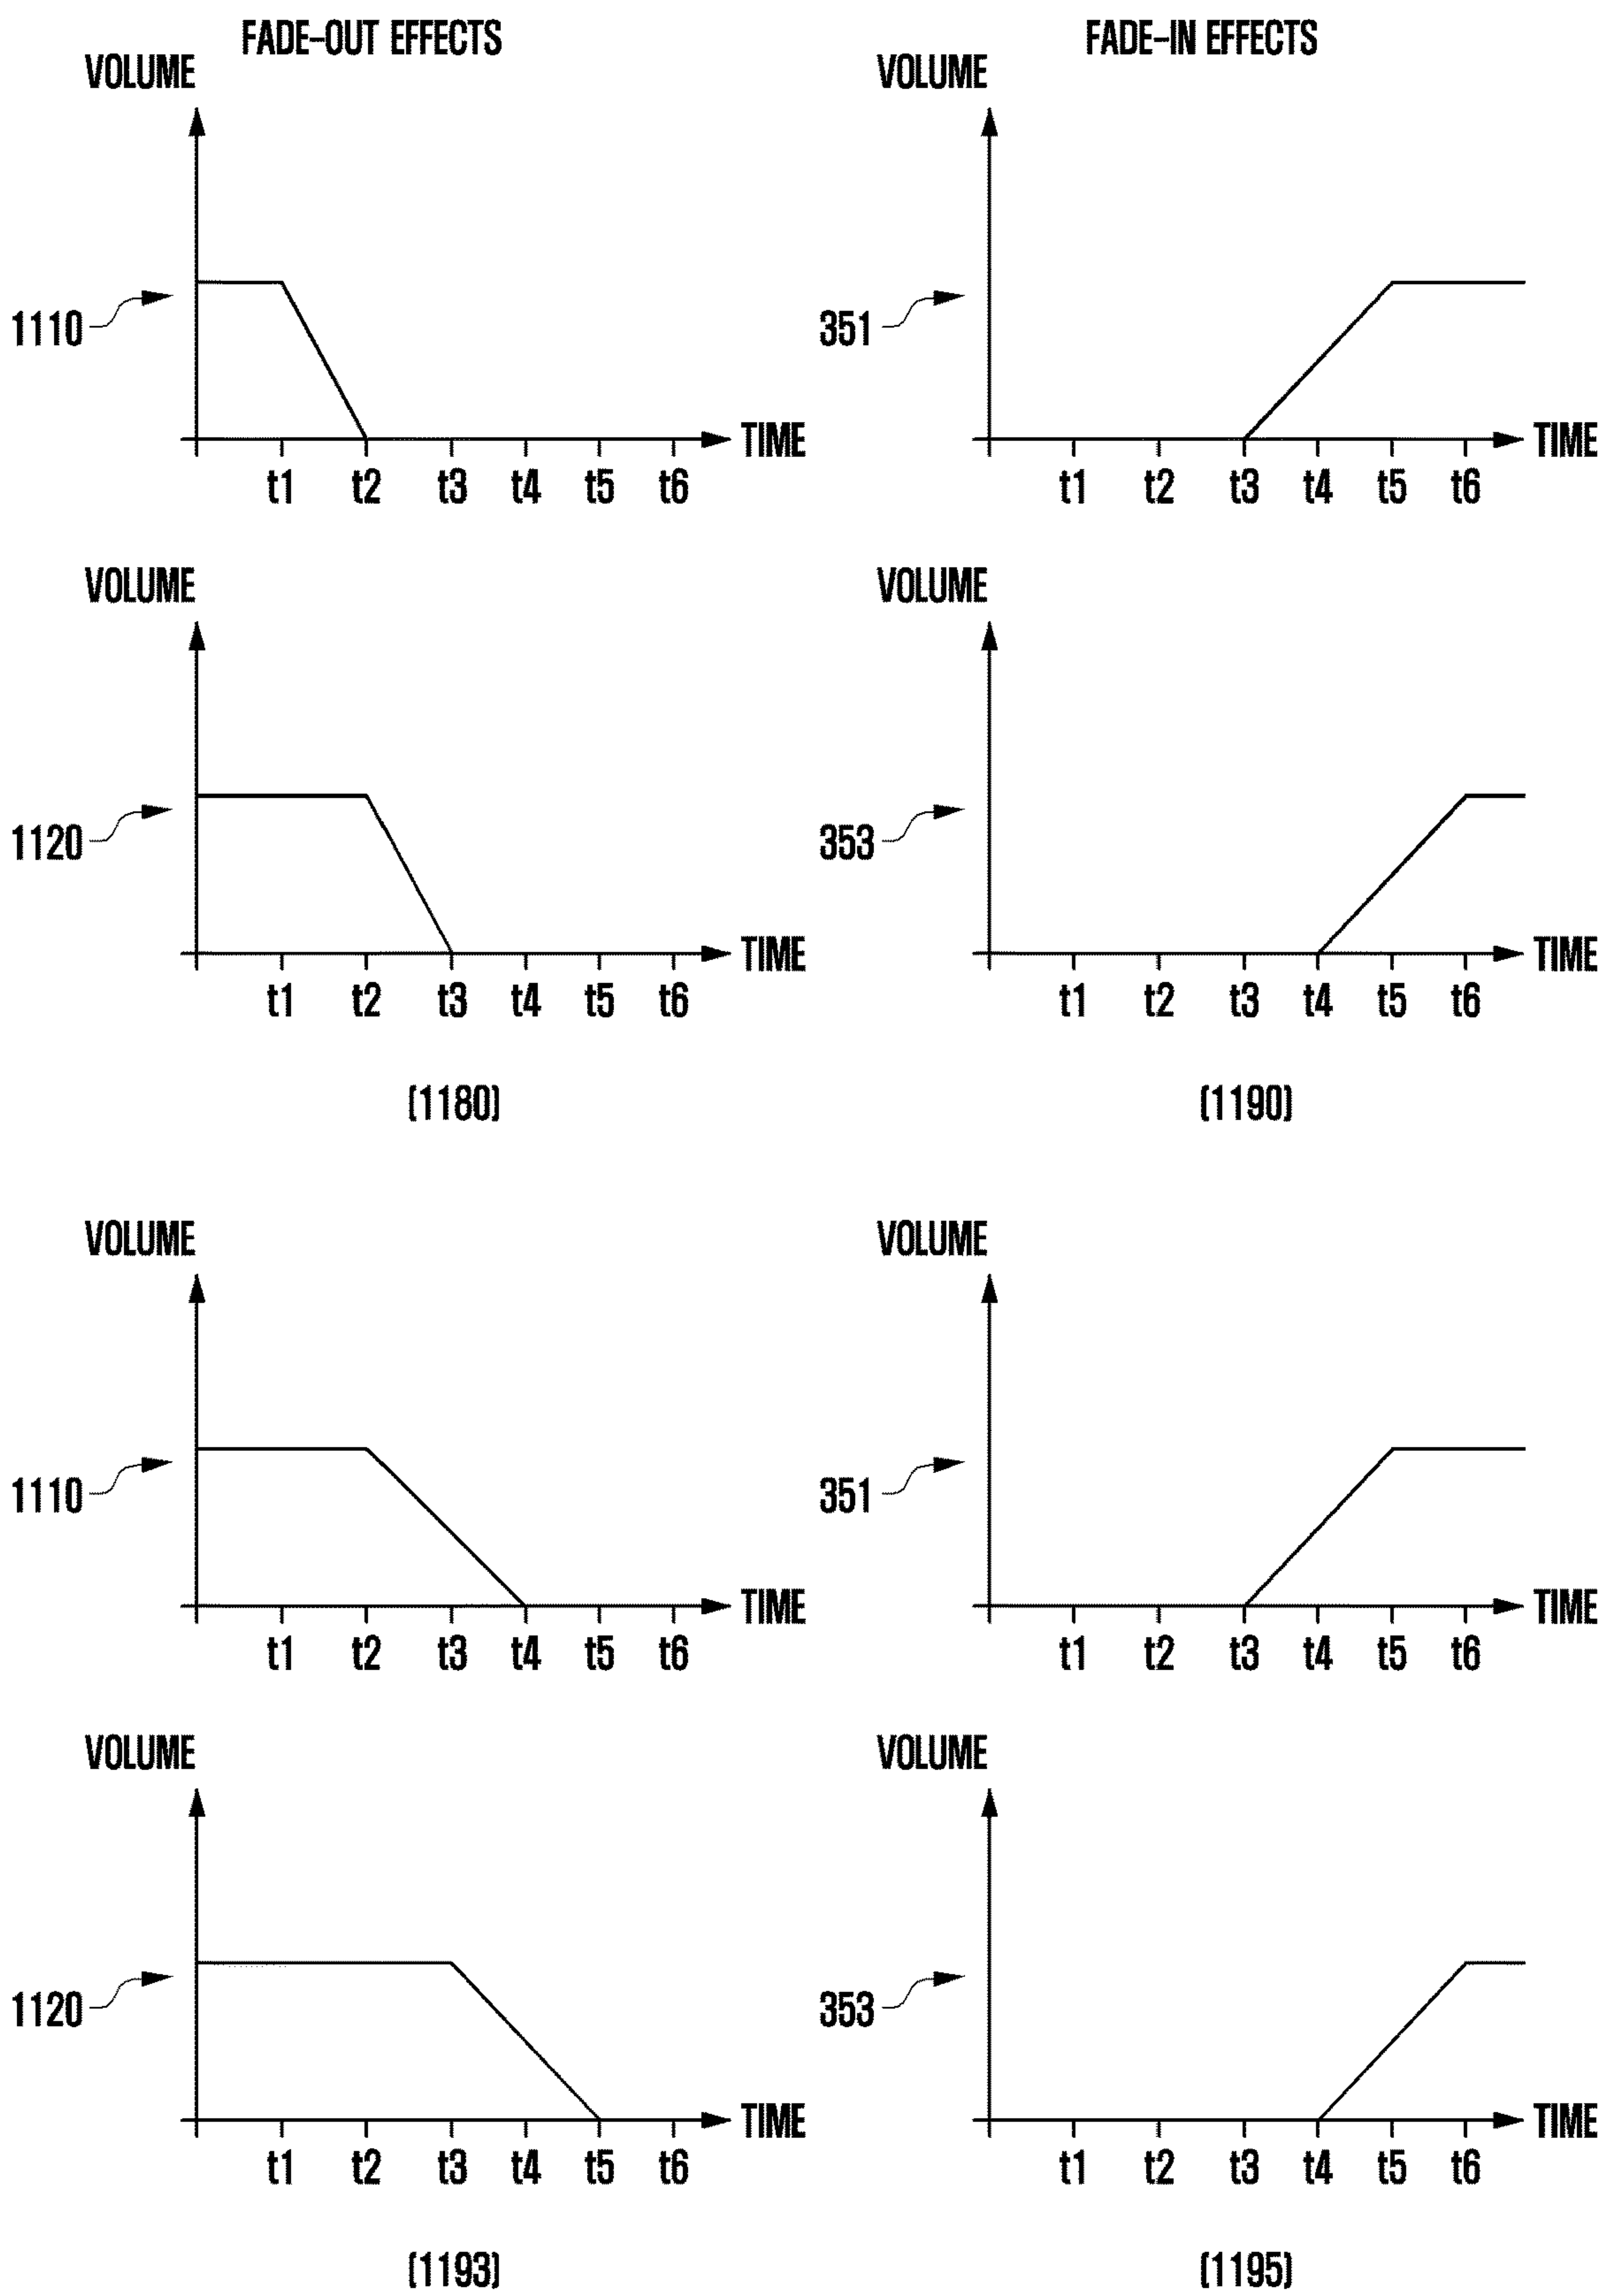 FADE-OUT EFFECTS
FADE-IN EFFECTS
VOLUME
VOLUME
1110
351
TIME
TIME
t1 t2 t3 t4 t5 t6
t1 t2 t3 t4 t5 t6
VOLUME
VOLUME
1120
353
TIME
TIME
t1 t2 t3 t4 t5 t6
t1 t2 t3 t4 t5 t6
(1180)
(1190)
VOLUME
VOLUME
1110
351
TIME
TIME
t1 t2 t3 t4 t5 t6
t1 t2 t3 t4 t5 t6
VOLUME
VOLUME
1120
353
TIME
TIME
t1 t2 t3 t4 t5 t6
t1 t2 t3 t4 t5 t6
(1193)
(1195)